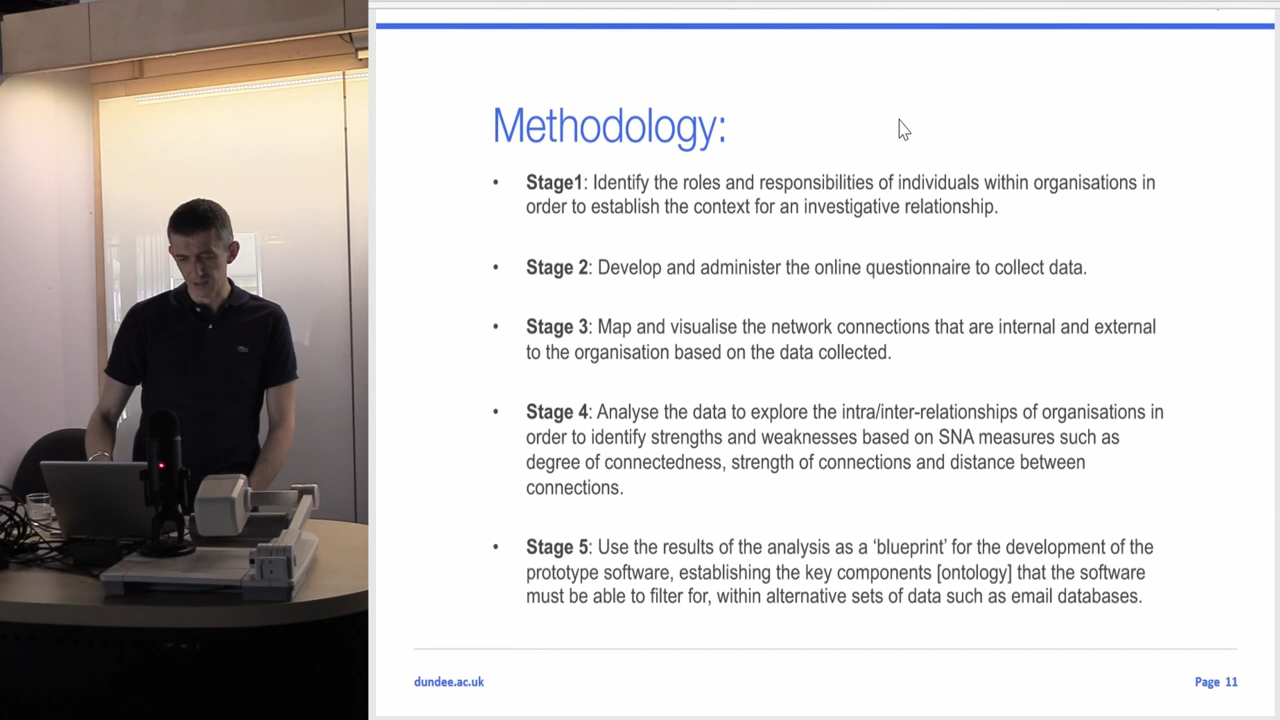 Methodology:
• Stage1: Identify the roles and responsibilities of individuals within organisations in
order to establish the context for an investigative relationship.
• Stage 2: Develop and administer the online questionnaire to collect data.
• Stage 3: Map and visualise the network connections that are internal and external
to the organisation based on the data collected.
• Stage 4: Analyse the data to explore the intra/inter-relationships of organisations in
order to identify strengths and weaknesses based on SNA measures such as
degree of connectedness, strength of connections and distance between
connections.
• Stage 5: Use the results of the analysis as a ‘blueprint’ for the development of the
prototype software, establishing the key components [ontology] that the software
must be able to filter for, within alternative sets of data such as email databases.
dundee.ac.uk
Page 11